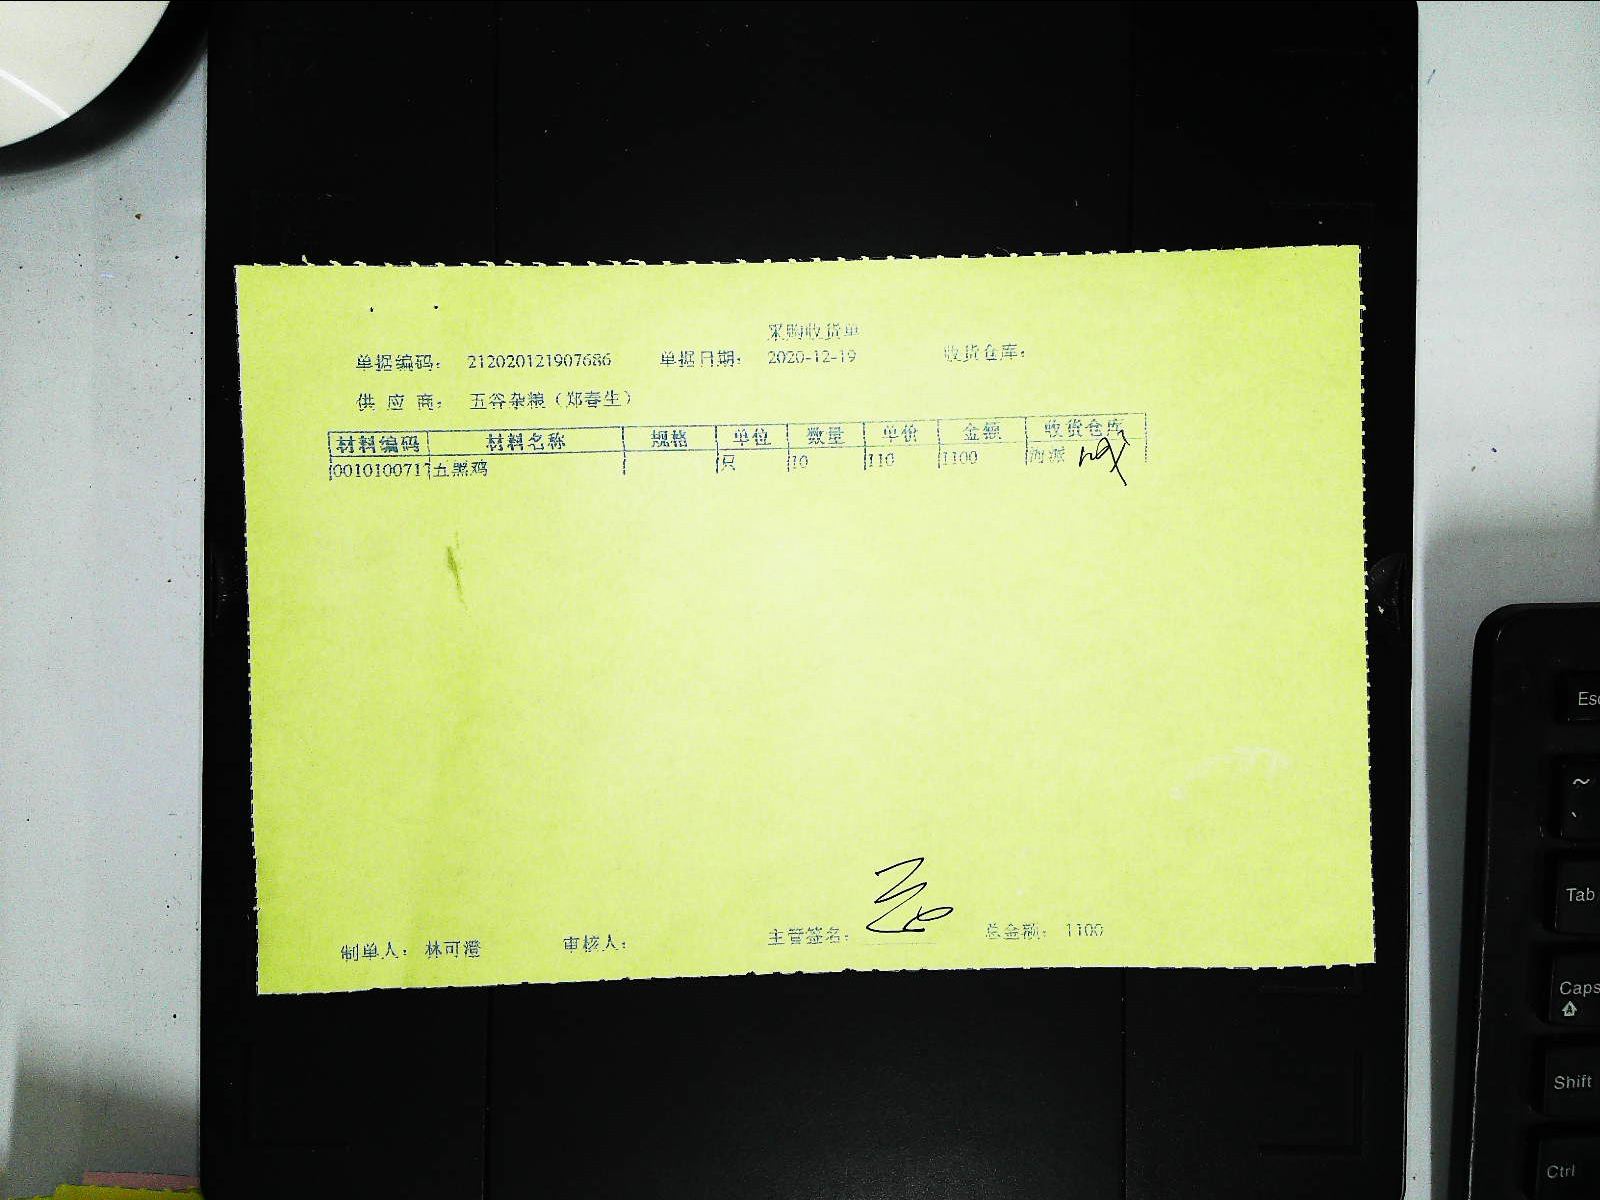 采购收货单
单据编码： 212020121907686 单据日期： 2020-12-19 收货仓库：
供 应 商： 五谷杂粮（郑春生）
材料编码 材料名称 规格 单位 数量 单价 金额 收货仓库
0010100717 五黑鸡 只 10 110 1100 海派
制单人： 林可澄 审核人： 主管签名： 总金额： 1100
Esc
~
Tab
Caps
Shift
Ctrl